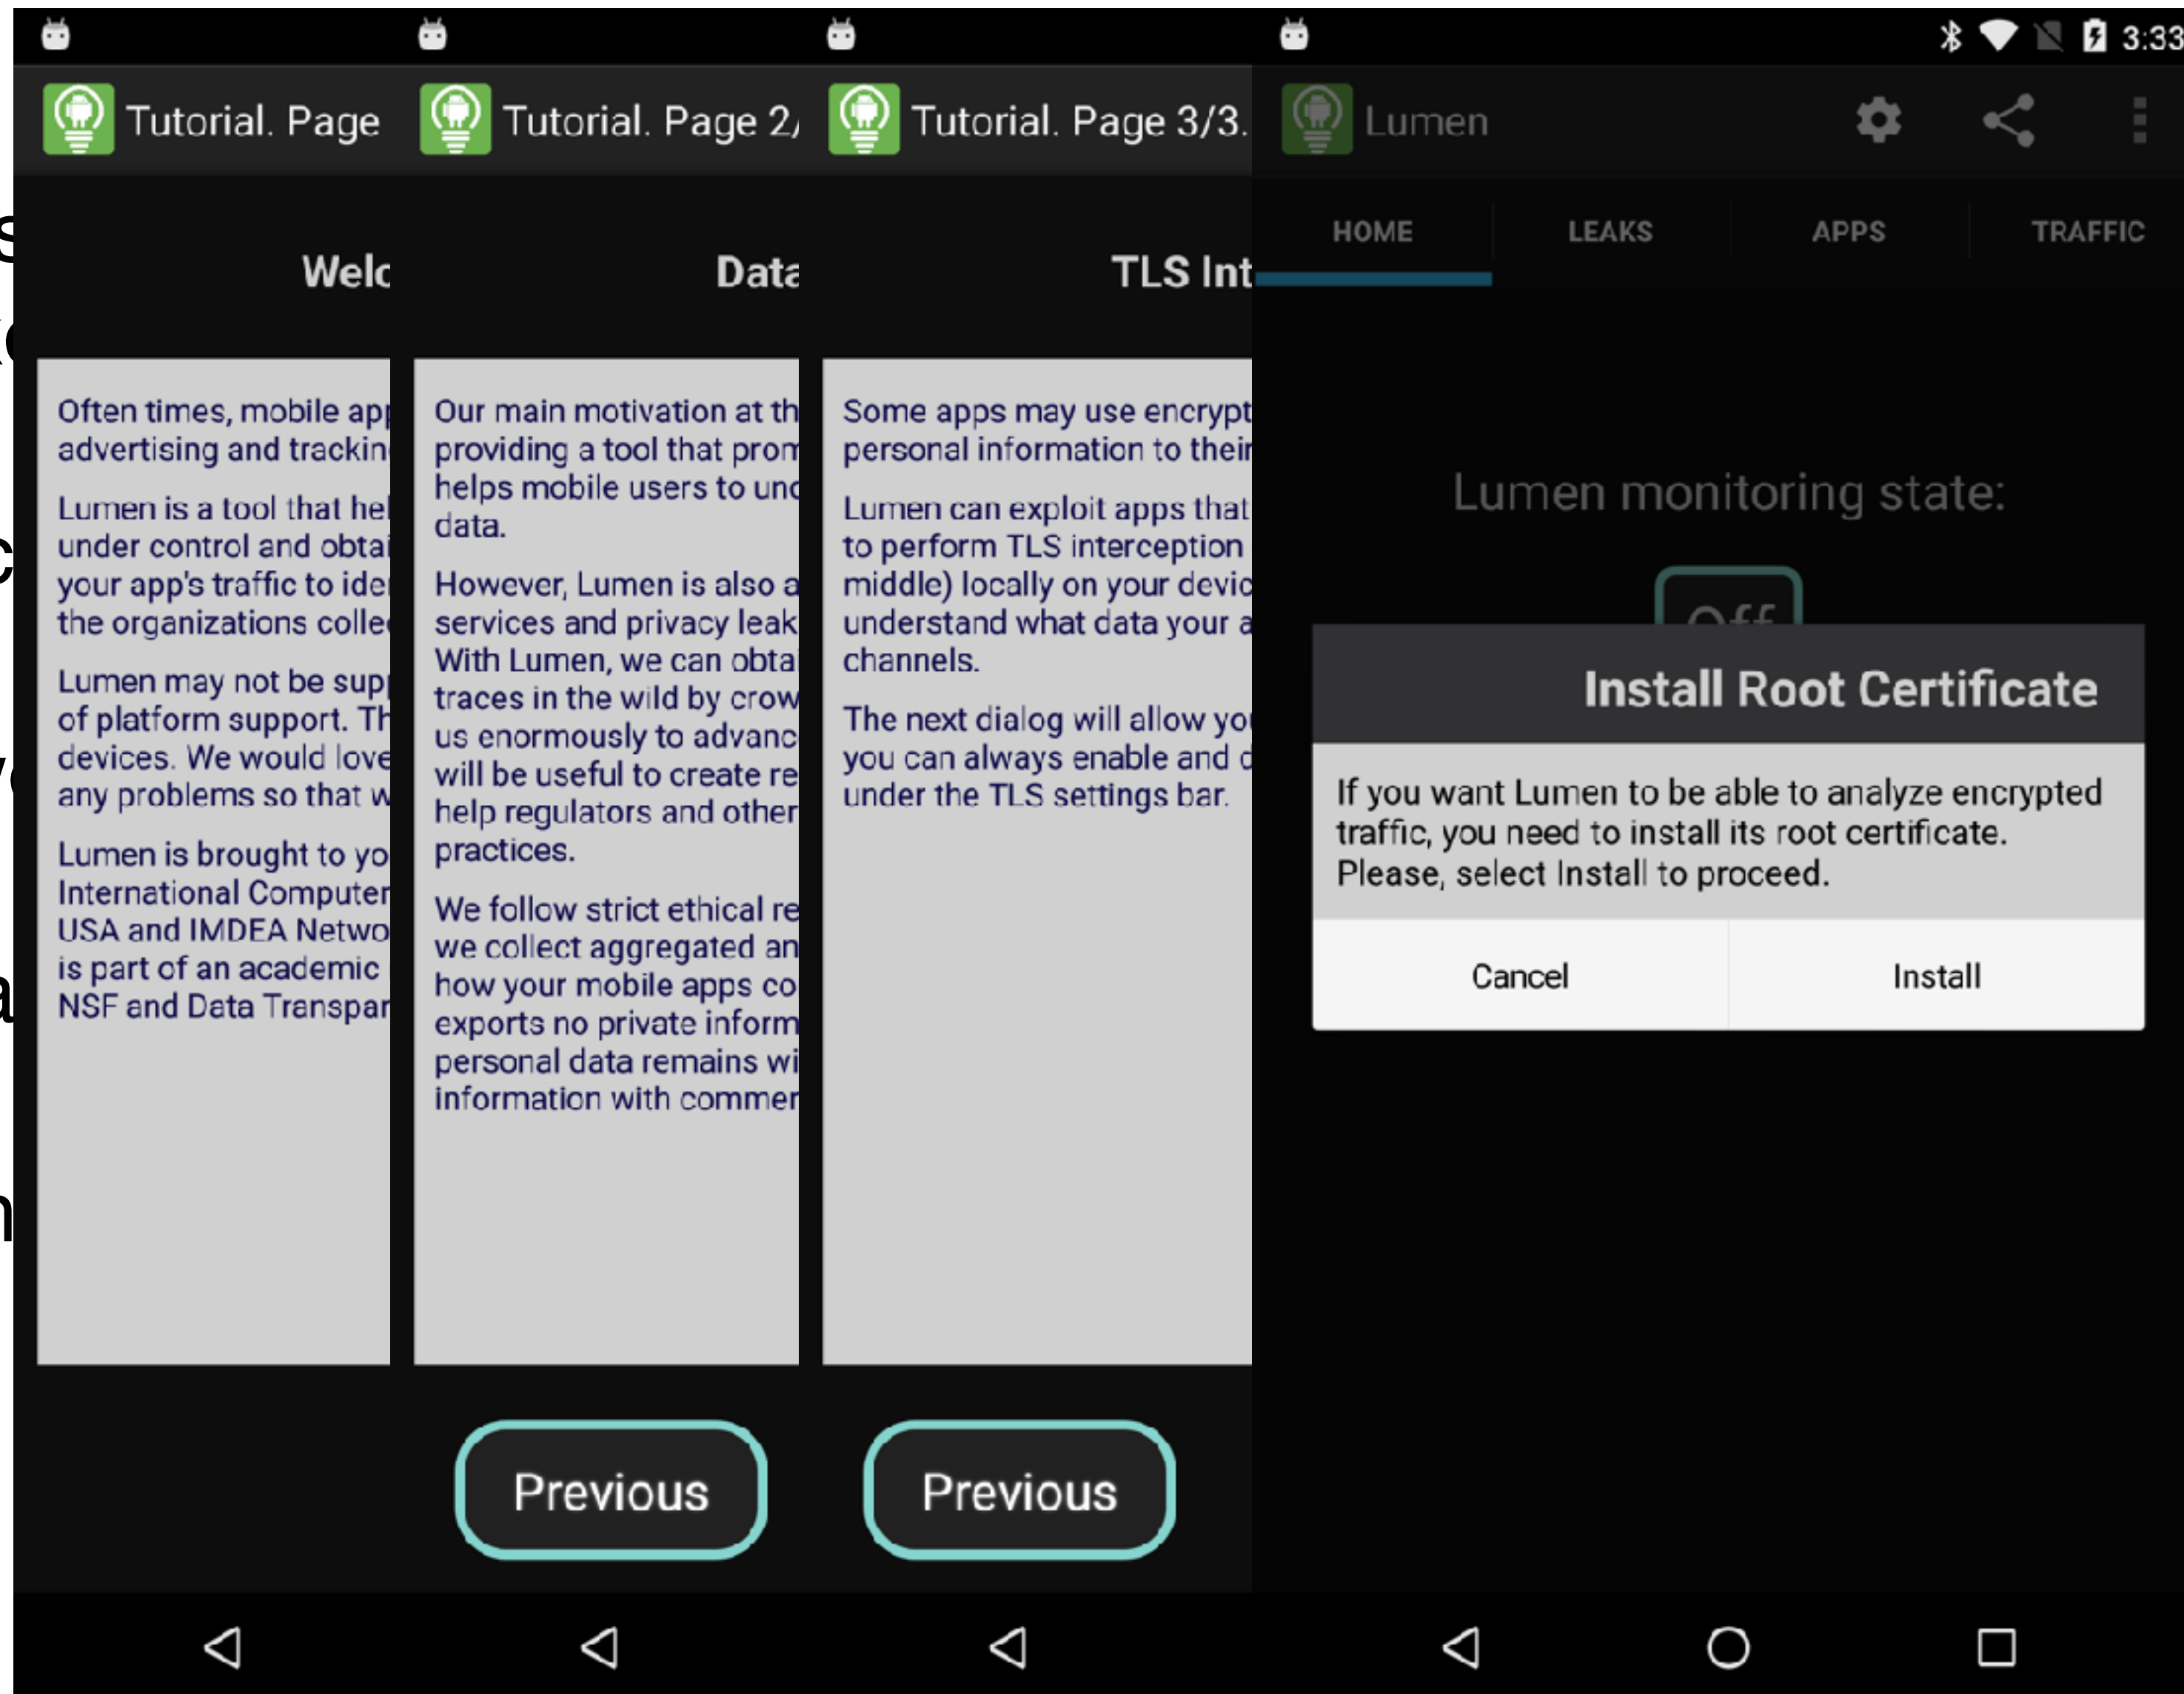 Tutorial. Page
Welc
Often times, mobile app
advertising and trackin
Lumen is a tool that hel
under control and obtai
your app's traffic to ide
the organizations colle
Lumen may not be sup
of platform support. Th
devices. We would love
any problems so that w
Lumen is brought to yo
International Computer
USA and IMDEA Netwo
is part of an academic
NSF and Data Transpar
Tutorial. Page 2/
Data
Our main motivation at th
providing a tool that prom
helps mobile users to und
data.
However, Lumen is also a
services and privacy leak
With Lumen, we can obtai
traces in the wild by crow
us enormously to advanc
will be useful to create re
help regulators and other
practices.
We follow strict ethical re
we collect aggregated an
how your mobile apps co
exports no private inform
personal data remains wi
information with commer
Previous
Tutorial. Page 3/3.
TLS Int
Some apps may use encrypt
personal information to their
Lumen can exploit apps that
to perform TLS interception
middle) locally on your devic
understand what data your a
channels.
The next dialog will allow you
you can always enable and d
under the TLS settings bar.
Previous
3:33
Lumen
HOME LEAKS APPS TRAFFIC
Lumen monitoring state:
Off
Install Root Certificate
If you want Lumen to be able to analyze encrypted
traffic, you need to install its root certificate.
Please, select Install to proceed.
Cancel Install